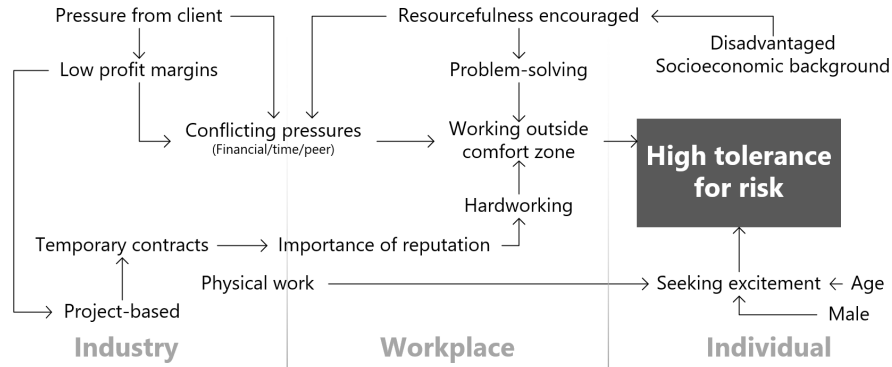 Pressure from client
Resourcefulness encouraged
Disadvantaged
Socioeconomic background
Low profit margins
Problem-solving
Conflicting pressures
(Financial/time/peer)
Working outside
comfort zone
High tolerance
for risk
Hardworking
Temporary contracts
Importance of reputation
Physical work
Seeking excitement
Age
Project-based
Male
Industry
Workplace
Individual